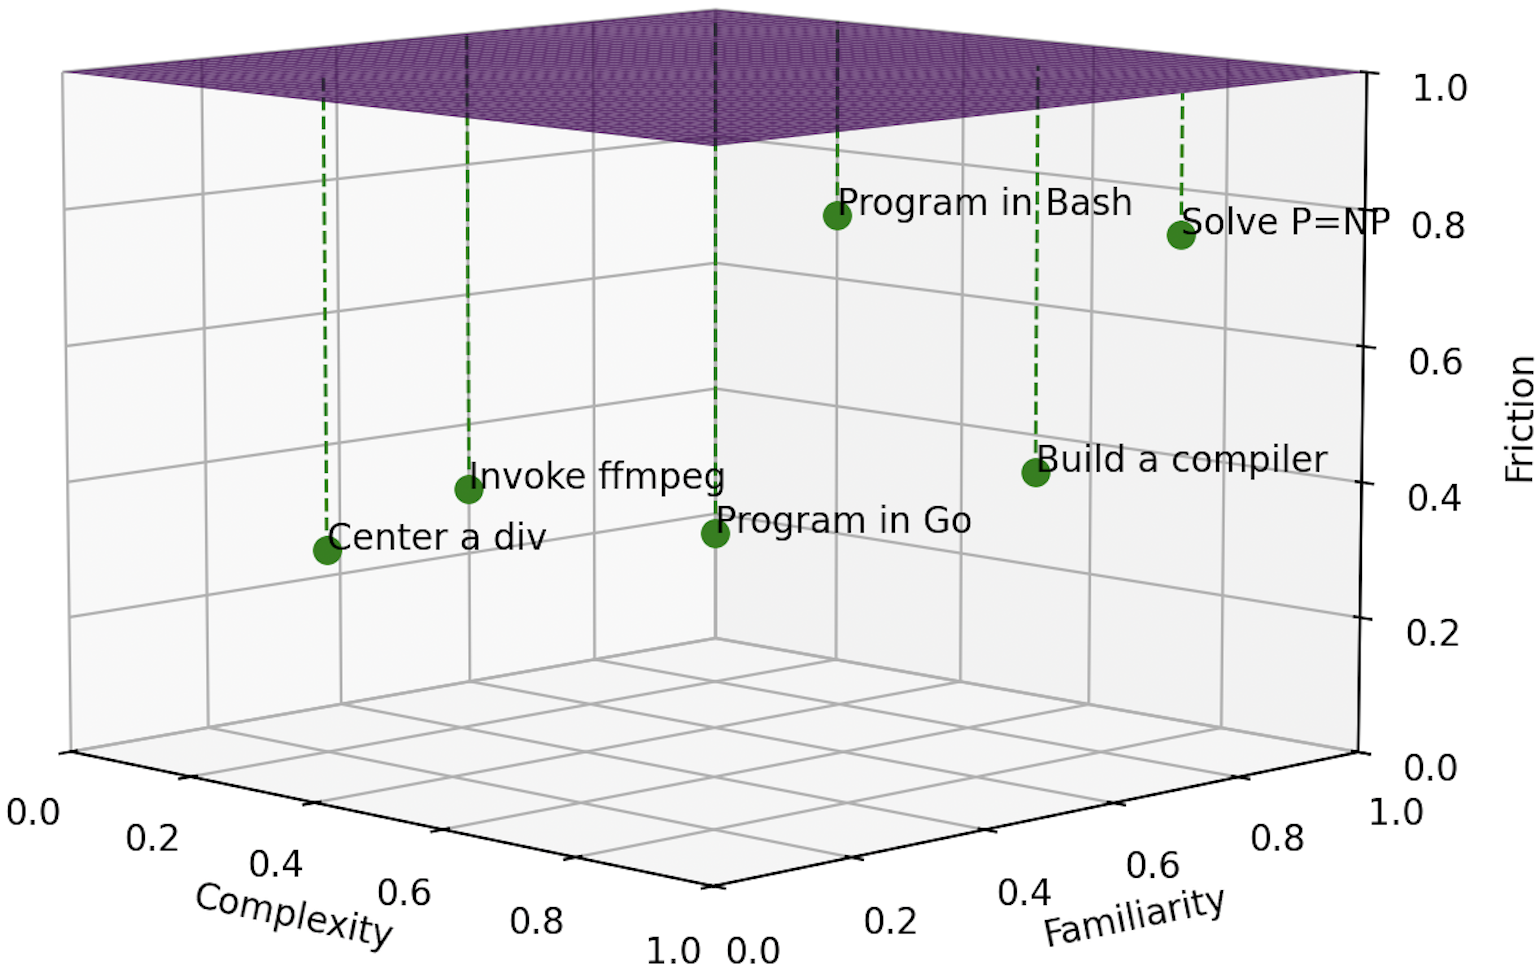 1.0
Program in Bash
Solve P=NP
0.8
0.6
Friction
Build a compiler
Invoke ffmpeg
0.4
Program in Go
Center a div
0.2
0.0
0.0
0.2
0.4
0.6
0.8
1.0
Complexity
0.0
0.2
0.4
0.6
0.8
1.0
Familiarity